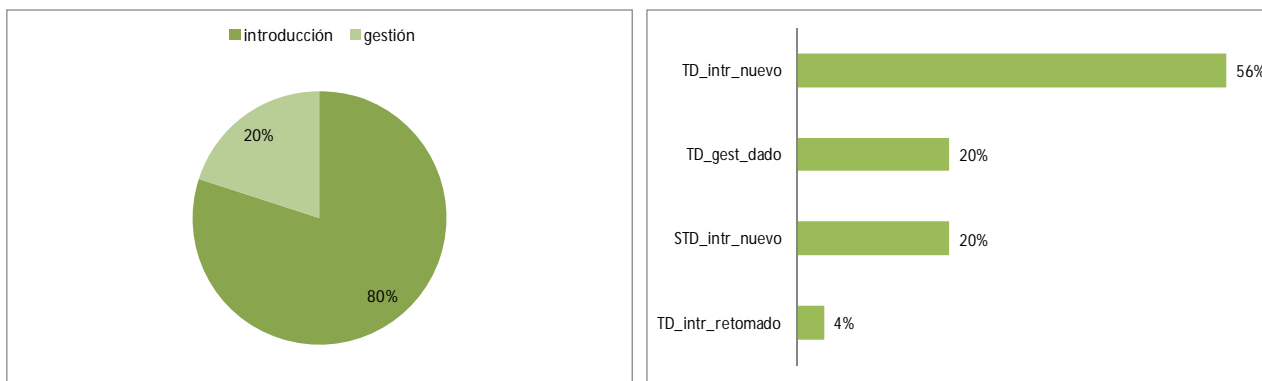 introducción gestión
20%
80%
TD_intr_nuevo 56%
TD_gest_dado 20%
STD_intr_nuevo 20%
TD_intr_retomado 4%